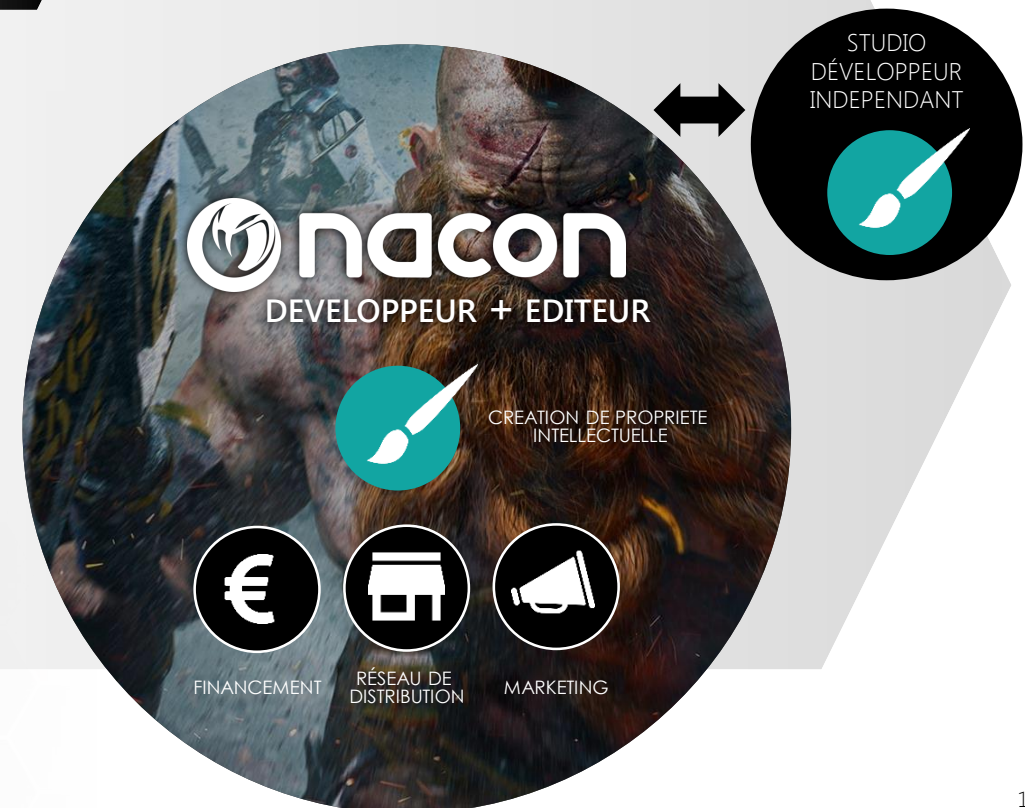 STUDIO
DÉVELOPPEUR
INDEPENDANT
nacon
DEVELOPPEUR + EDITEUR
CREATION DE PROPRIETE
INTELLECTUELLE
€
FINANCEMENT
RÉSEAU DE
DISTRIBUTION
MARKETING
1